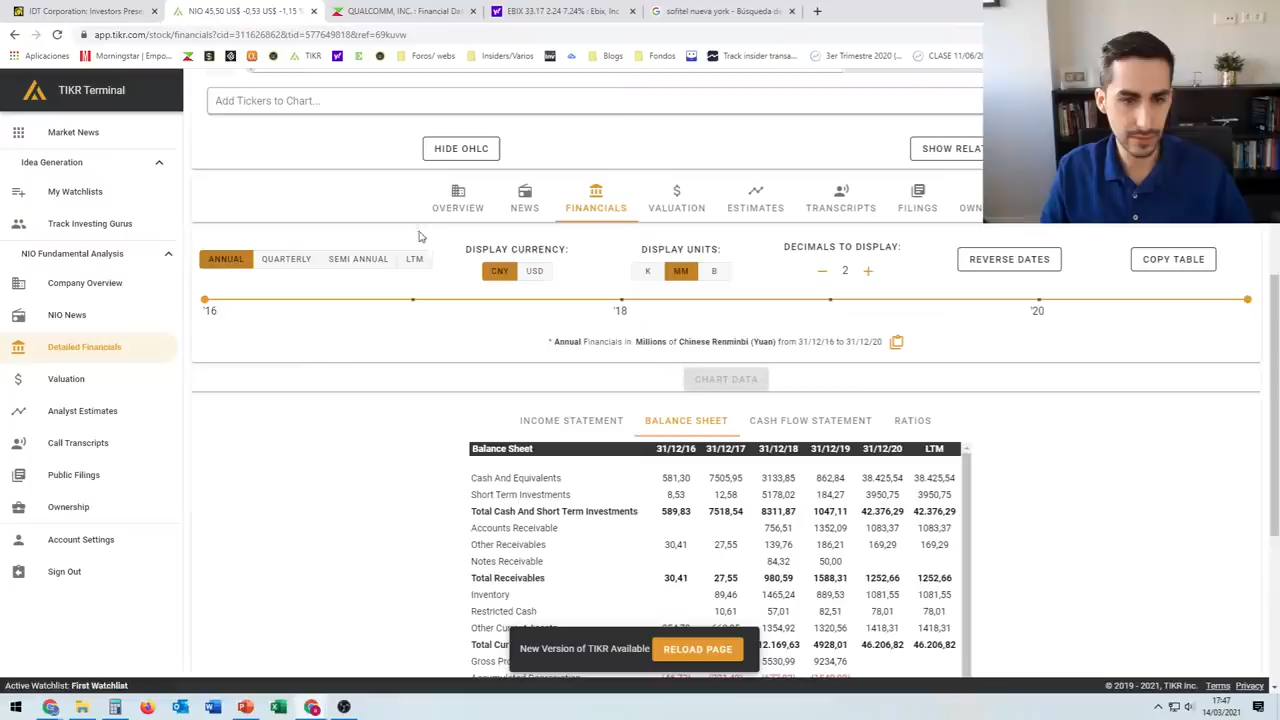 IDT Corporation: Investors Prese
NIO 45,50 US$ -0,53 US$ -1,15 %
QUALCOMM, INC. : Financial Da
EBIX 33.17 2.24 7.24% : Ebix, Inc
sofitel nueva york - Búsqueda de
app.tikr.com/stock/financials?cid=311626862&tid=577649818&ref=69kuvw
Aplicaciones
Morningstar | Empo...
TIKR
Foros/ webs
Insiders/Varios
Blogs
Fondos
Track insider transa...
3er Trimestre 2020 (...
CLASE 11/06/20
TIKR Terminal
Market News
Idea Generation
My Watchlists
Track Investing Gurus
NIO Fundamental Analysis
Company Overview
NIO News
Detailed Financials
Valuation
Analyst Estimates
Call Transcripts
Public Filings
Ownership
Account Settings
Sign Out
Add Tickers to Chart...
HIDE OHLC
SHOW RELA
OVERVIEW NEWS FINANCIALS VALUATION ESTIMATES TRANSCRIPTS FILINGS OWN
ANNUAL QUARTERLY SEMI ANNUAL LTM
DISPLAY CURRENCY:
CNY USD
DISPLAY UNITS:
K MM B
DECIMALS TO DISPLAY:
− 2 +
REVERSE DATES
COPY TABLE
'16 '18 '20
* Annual Financials in Millions of Chinese Renminbi (Yuan) from 31/12/16 to 31/12/20
CHART DATA
INCOME STATEMENT BALANCE SHEET CASH FLOW STATEMENT RATIOS
Balance Sheet 31/12/16 31/12/17 31/12/18 31/12/19 31/12/20 LTM
Cash And Equivalents 581,30 7505,95 3133,85 862,84 38.425,54 38.425,54
Short Term Investments 8,53 12,58 5178,02 184,27 3950,75 3950,75
Total Cash And Short Term Investments 589,83 7518,54 8311,87 1047,11 42.376,29 42.376,29
Accounts Receivable 756,51 1352,09 1083,37 1083,37
Other Receivables 30,41 27,55 139,76 186,21 169,29 169,29
Notes Receivable 84,32 50,00
Total Receivables 30,41 27,55 980,59 1588,31 1252,66 1252,66
Inventory 89,46 1465,24 889,53 1081,55 1081,55
Restricted Cash 10,61 57,01 82,51 78,01 78,01
Other Current Assets 1354,92 1320,56 1418,31 1418,31
Total Cur 12.169,63 4928,01 46.206,82 46.206,82
Gross Pro 5530,99 9234,76
New Version of TIKR Available RELOAD PAGE
Active Watchlist: First Watchlist
© 2019 - 2021, TIKR Inc. Terms Privacy
17:47
14/03/2021